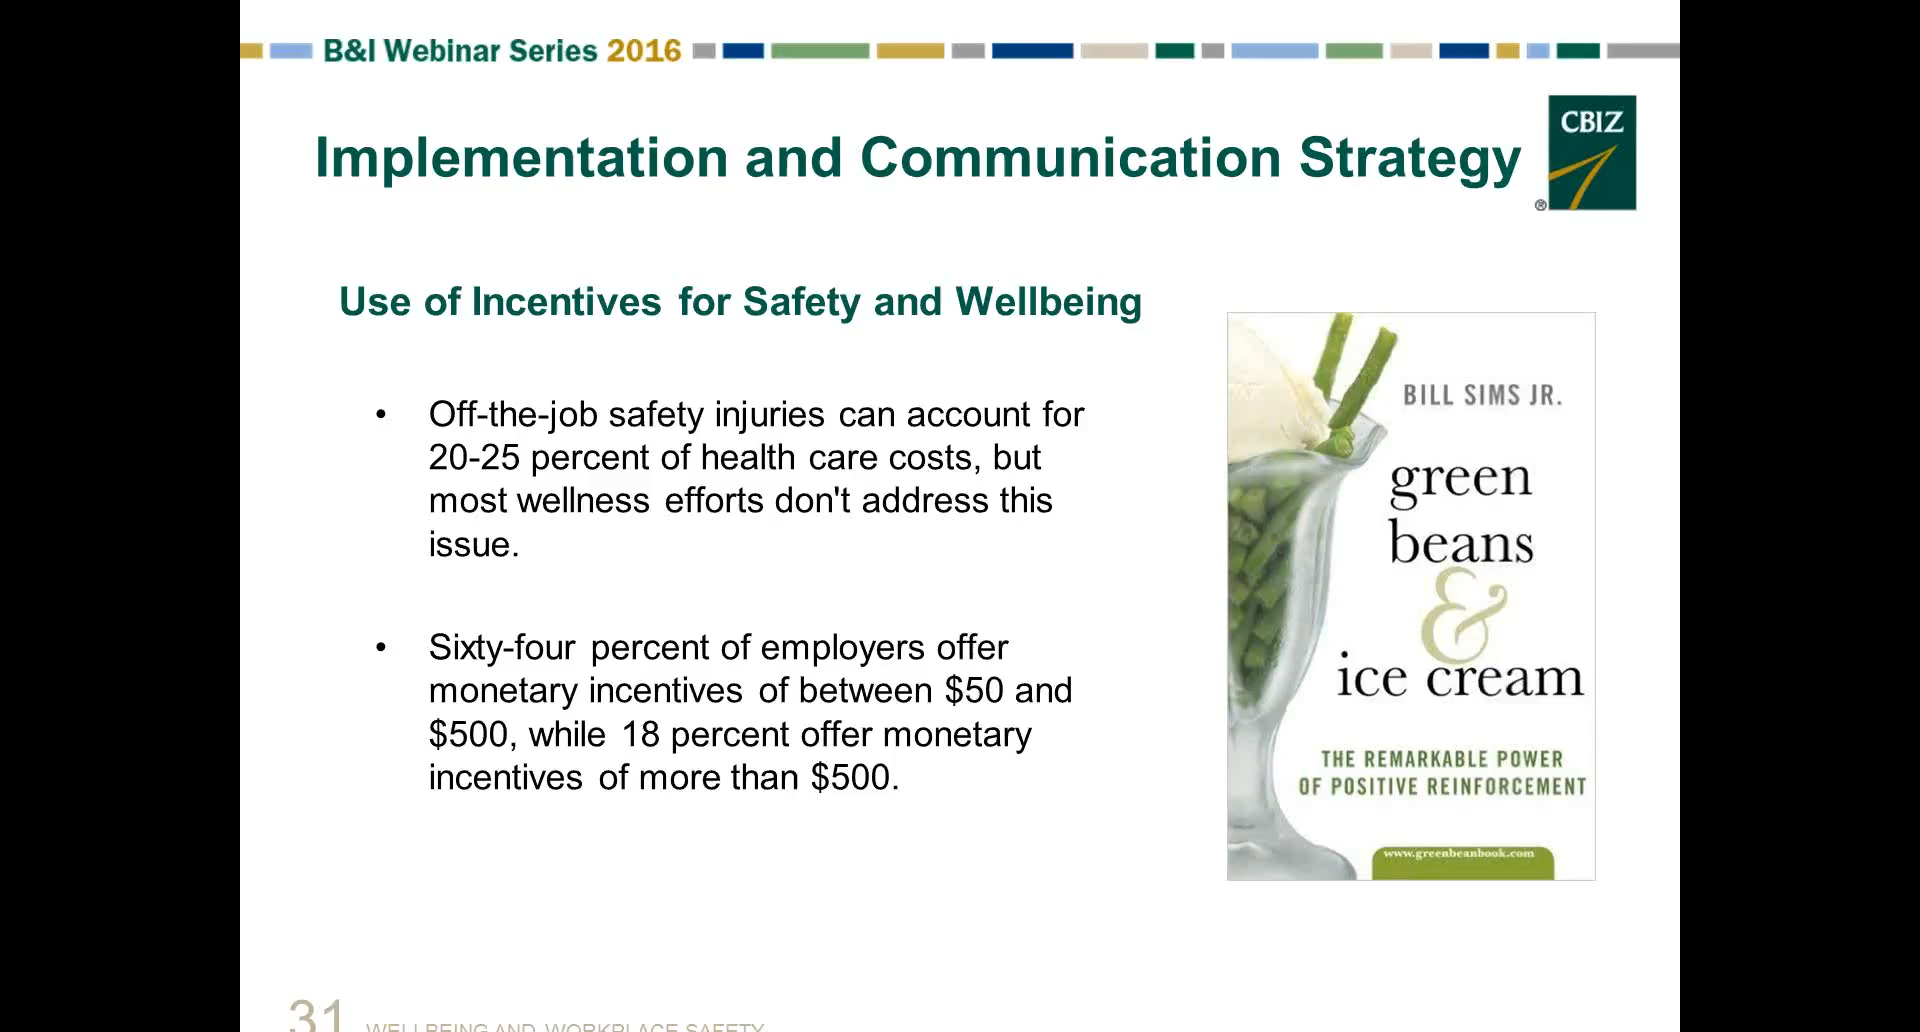 B&I Webinar Series 2016
Implementation and Communication Strategy
CBIZ
®
Use of Incentives for Safety and Wellbeing
• Off-the-job safety injuries can account for
20-25 percent of health care costs, but
most wellness efforts don't address this
issue.
• Sixty-four percent of employers offer
monetary incentives of between $50 and
$500, while 18 percent offer monetary
incentives of more than $500.
BILL SIMS JR.
green
beans
&
ice cream
THE REMARKABLE POWER
OF POSITIVE REINFORCEMENT
www.greenbeanbook.com
31 WELLBEING AND WORKPLACE SAFETY